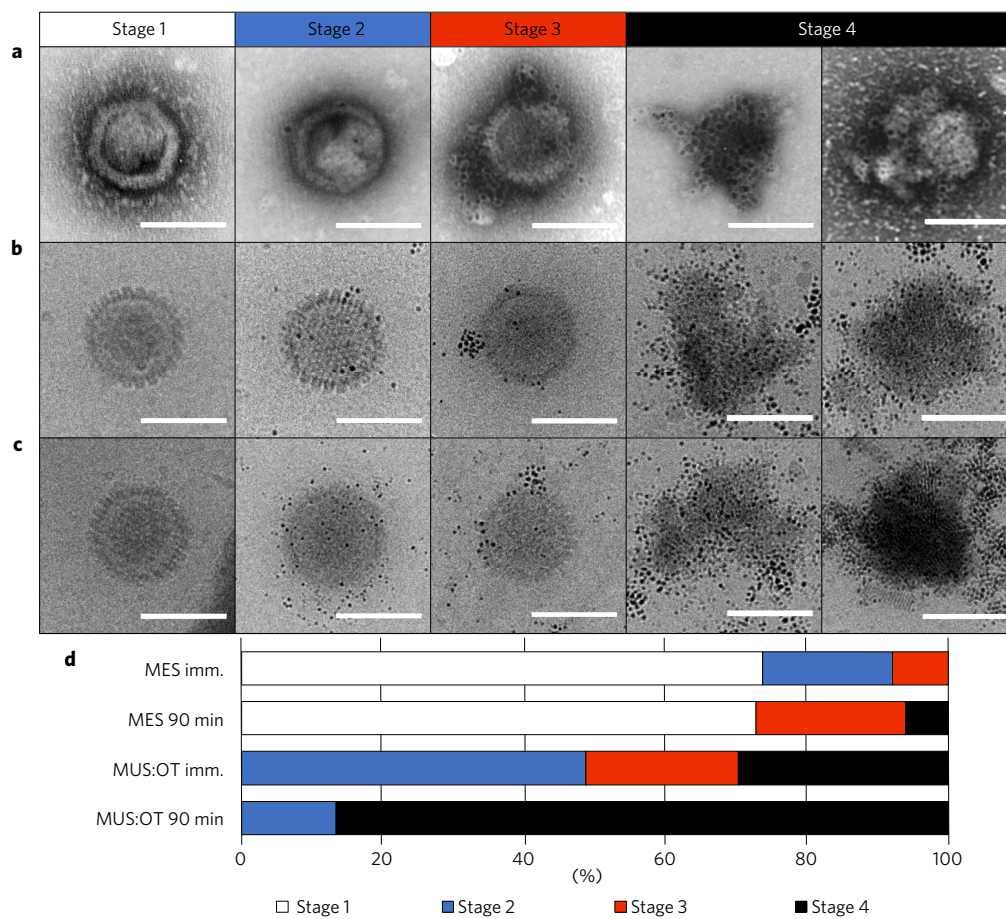 Stage 1 Stage 2 Stage 3 Stage 4
a
b
c
d
MES imm.
MES 90 min
MUS:OT imm.
MUS:OT 90 min
0 20 40 60 80 100
(%)
Stage 1 Stage 2 Stage 3 Stage 4